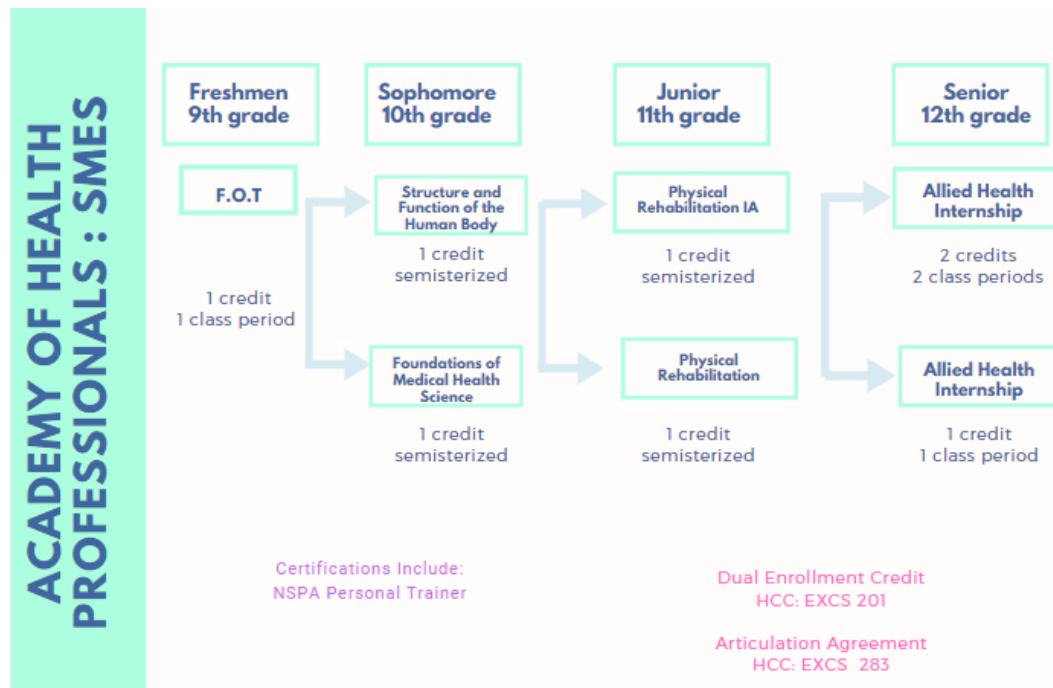 ACADEMY OF HEALTH
PROFESSIONALS : SMES
Freshmen
9th grade
F.O.T
1 credit
1 class period
Sophomore
10th grade
Structure and
Function of the
Human Body
1 credit
semisterized
Foundations of
Medical Health
Science
1 credit
semisterized
Junior
11th grade
Physical
Rehabilitation IA
1 credit
semisterized
Physical
Rehabilitation
1 credit
semisterized
Senior
12th grade
Allied Health
Internship
2 credits
2 class periods
Allied Health
Internship
1 credit
1 class period
Certifications Include:
NSPA Personal Trainer
Dual Enrollment Credit
HCC: EXCS 201
Articulation Agreement
HCC: EXCS 283